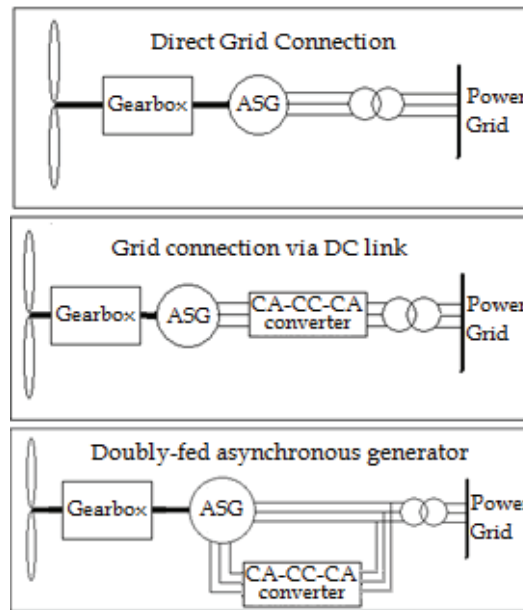 Direct Grid Connection
Gearbox
ASG
Power
Grid
Grid connection via DC link
Gearbox
ASG
CA-CC-CA
converter
Power
Grid
Doubly-fed asynchronous generator
Gearbox
ASG
CA-CC-CA
converter
Power
Grid